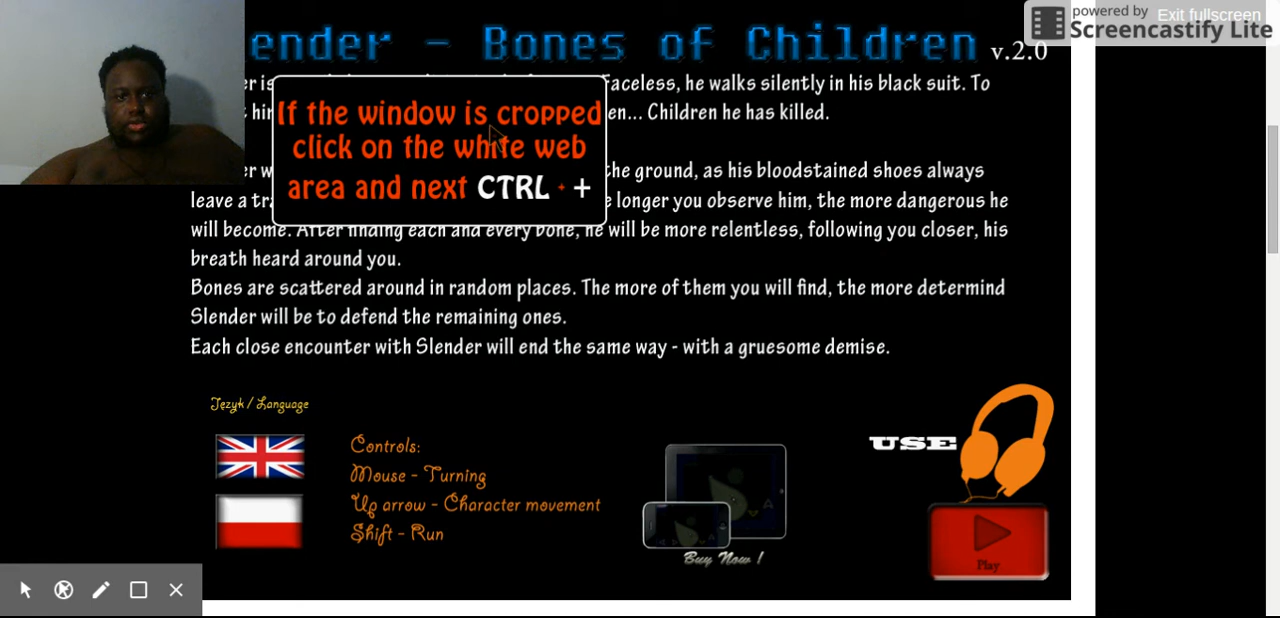 powered by
Exit fullscreen
Screencastify Lite
ender - Bones of Children v.2.0
Faceless, he walks silently in his black suit. To
en... Children he has killed.
If the window is cropped
click on the white web
area and next CTRL + +
the ground, as his bloodstained shoes always
leave a longer you observe him, the more dangerous he
will become. After finding each and every bone, he will be more relentless, following you closer, his
breath heard around you.
Bones are scattered around in random places. The more of them you will find, the more determind
Slender will be to defend the remaining ones.
Each close encounter with Slender will end the same way - with a gruesome demise.
Język / Language
Controls:
Mouse - Turning
Up arrow - Character movement
Shift - Run
Buy Now !
USE
Play